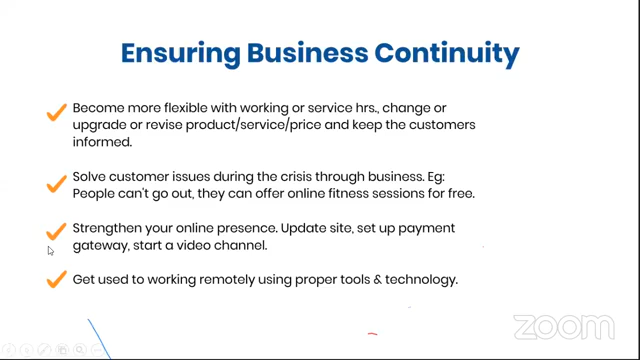 Ensuring Business Continuity
Become more flexible with working or service hrs., change or
upgrade or revise product/service/price and keep the customers
informed.
Solve customer issues during the crisis through business. Eg:
People can't go out, they can offer online fitness sessions for free.
Strengthen your online presence. Update site, set up payment
gateway, start a video channel.
Get used to working remotely using proper tools & technology.
zoom